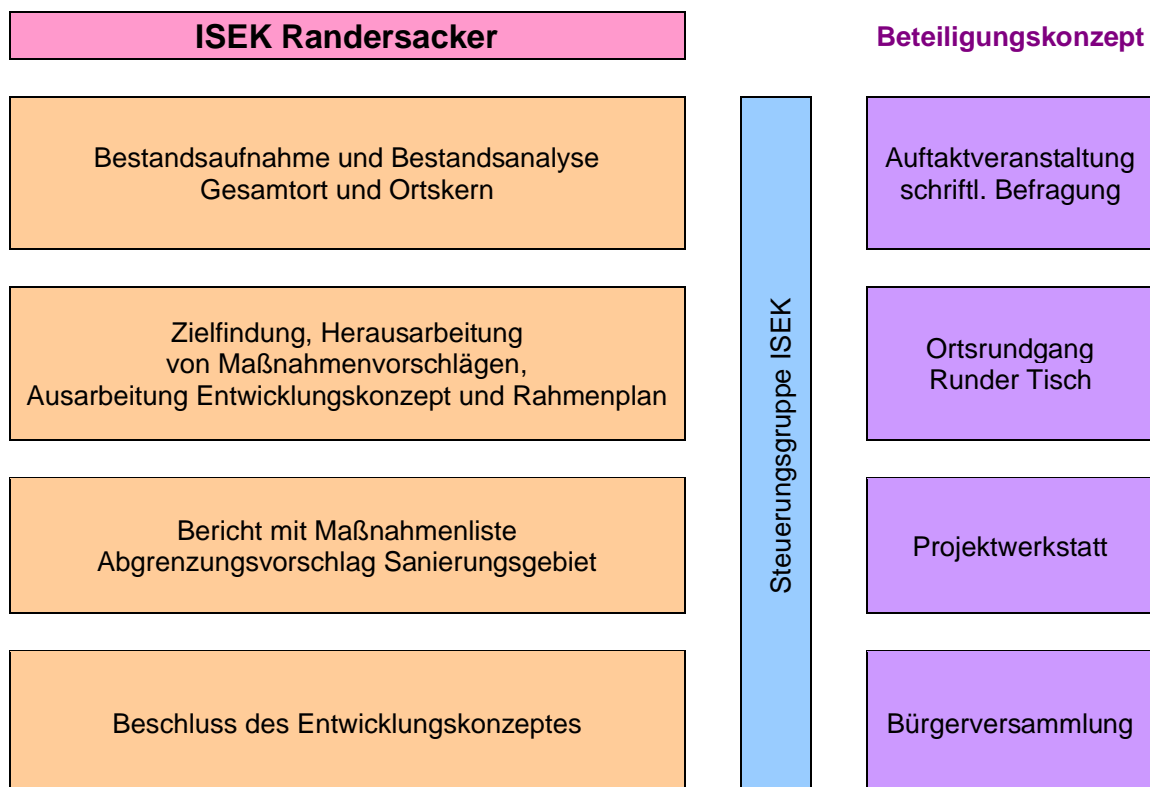 ISEK Randersacker
Beteiligungskonzept
Bestandsaufnahme und Bestandsanalyse
Gesamtort und Ortskern
Auftaktveranstaltung
schriftl. Befragung
Steuerungsgruppe ISEK
Zielfindung, Herausarbeitung
von Maßnahmenvorschlägen,
Ausarbeitung Entwicklungskonzept und Rahmenplan
Ortsrundgang
Runder Tisch
Bericht mit Maßnahmenliste
Abgrenzungsvorschlag Sanierungsgebiet
Projektwerkstatt
Beschluss des Entwicklungskonzeptes
Bürgerversammlung